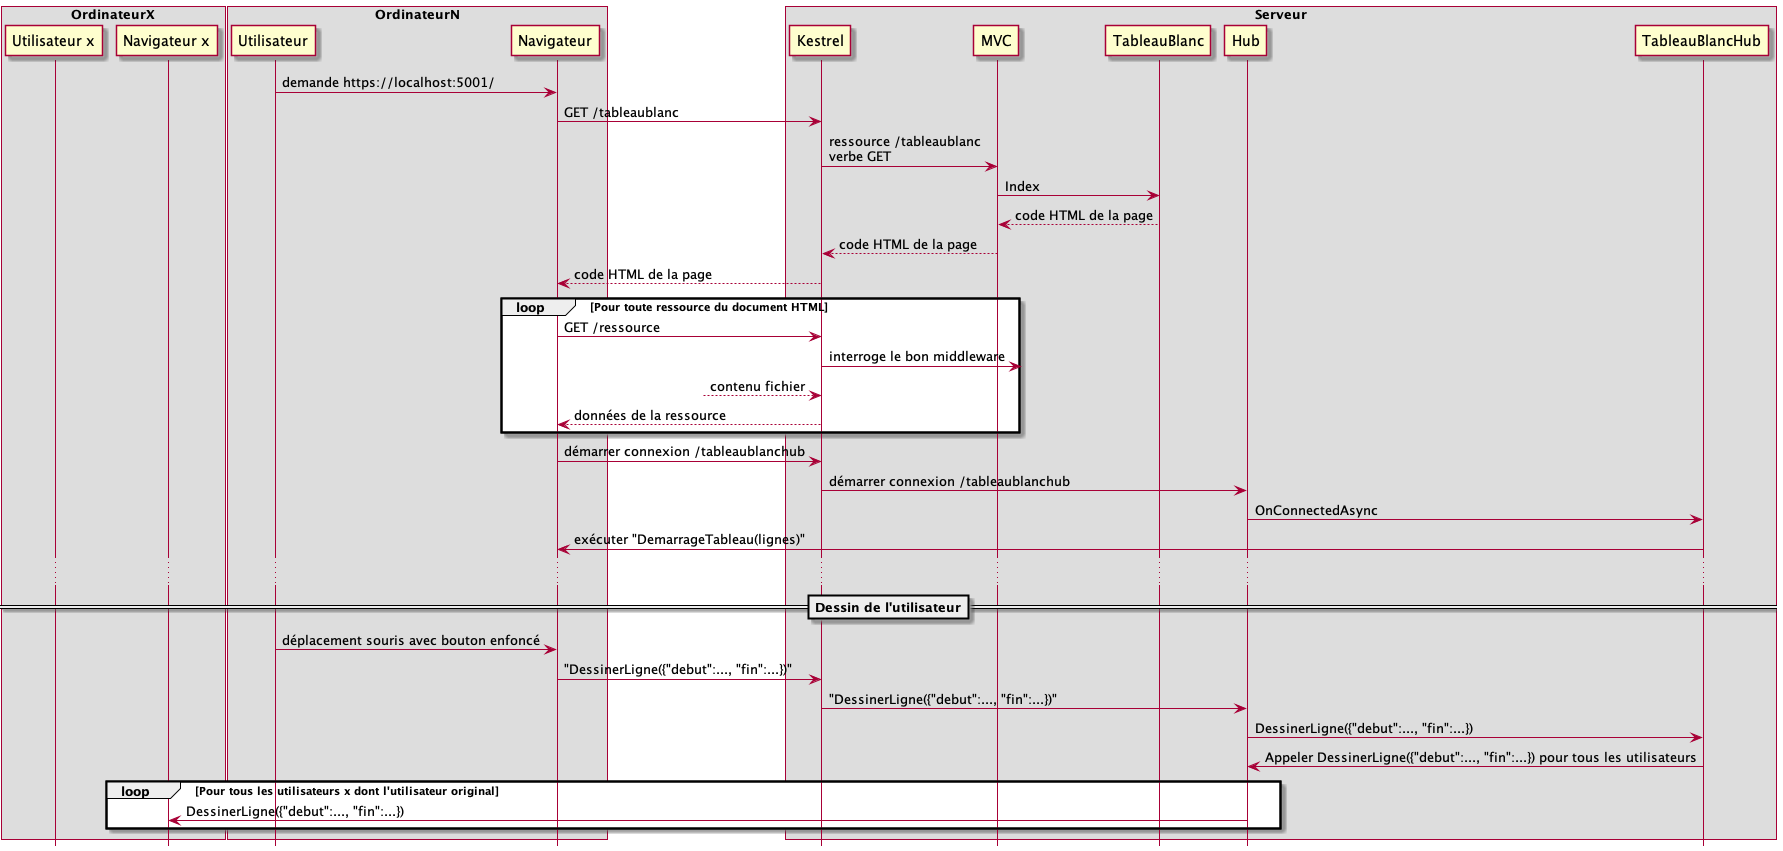 OrdinateurX
OrdinateurN
Serveur
Utilisateur x
Navigateur x
Utilisateur
Navigateur
Kestrel
MVC
TableauBlanc
Hub
TableauBlancHub
demande https://localhost:5001/
GET /tableaublanc
ressource /tableaublanc
verbe GET
Index
code HTML de la page
code HTML de la page
code HTML de la page
loop
[Pour toute ressource du document HTML]
GET /ressource
interroge le bon middleware
contenu fichier
données de la ressource
démarrer connexion /tableaublanchub
démarrer connexion /tableaublanchub
OnConnectedAsync
exécuter "DemarrageTableau(lignes)"
Dessin de l'utilisateur
déplacement souris avec bouton enfoncé
"DessinerLigne({"debut":..., "fin":...})"
"DessinerLigne({"debut":..., "fin":...})"
DessinerLigne({"debut":..., "fin":...})
Appeler DessinerLigne({"debut":..., "fin":...}) pour tous les utilisateurs
loop
[Pour tous les utilisateurs x dont l'utilisateur original]
DessinerLigne({"debut":..., "fin":...})